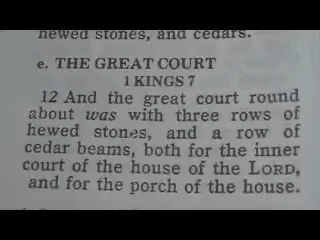 hewed stones, and cedars.
e. THE GREAT COURT
1 KINGS 7
12 And the great court round
about was with three rows of
hewed stones, and a row of
cedar beams, both for the inner
court of the house of the LORD,
and for the porch of the house.